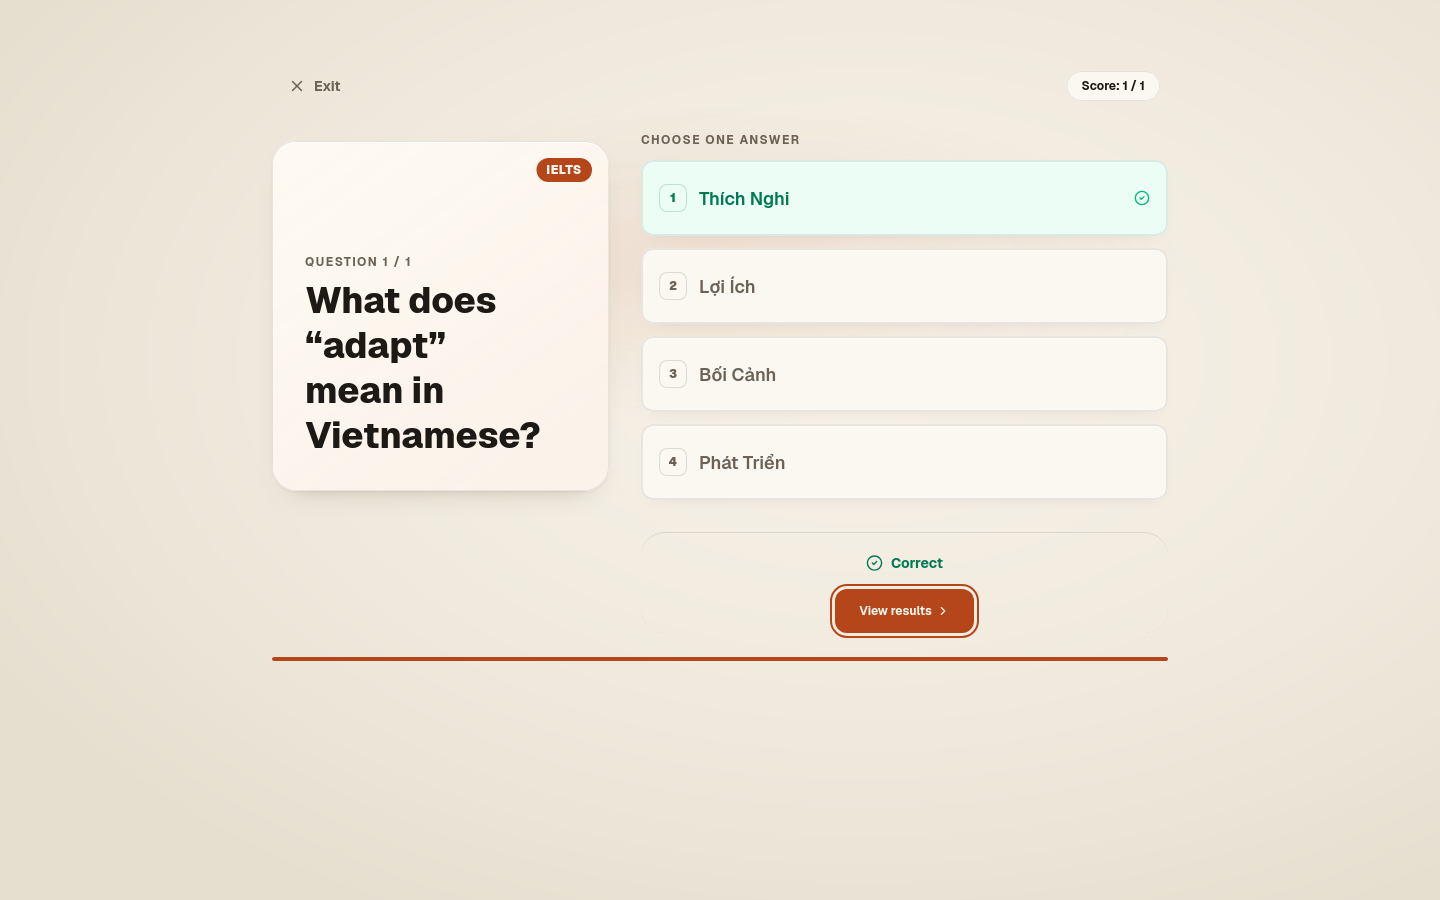 Exit
Score: 1 / 1
IELTS
QUESTION 1 / 1
What does
“adapt”
mean in
Vietnamese?
CHOOSE ONE ANSWER
1 Thích Nghi
2 Lợi Ích
3 Bối Cảnh
4 Phát Triển
Correct
View results